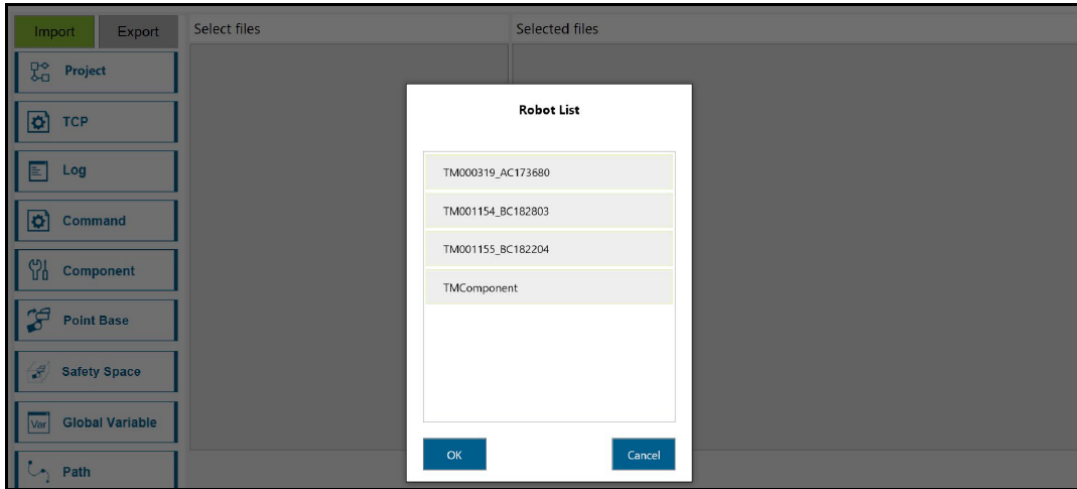 Import
Export
Select files
Selected files
Project
TCP
Log
Command
Component
Point Base
Safety Space
Var
Global Variable
Path
Robot List
TM000319_AC173680
TM001154_BC182803
TM001155_BC182204
TMComponent
OK
Cancel